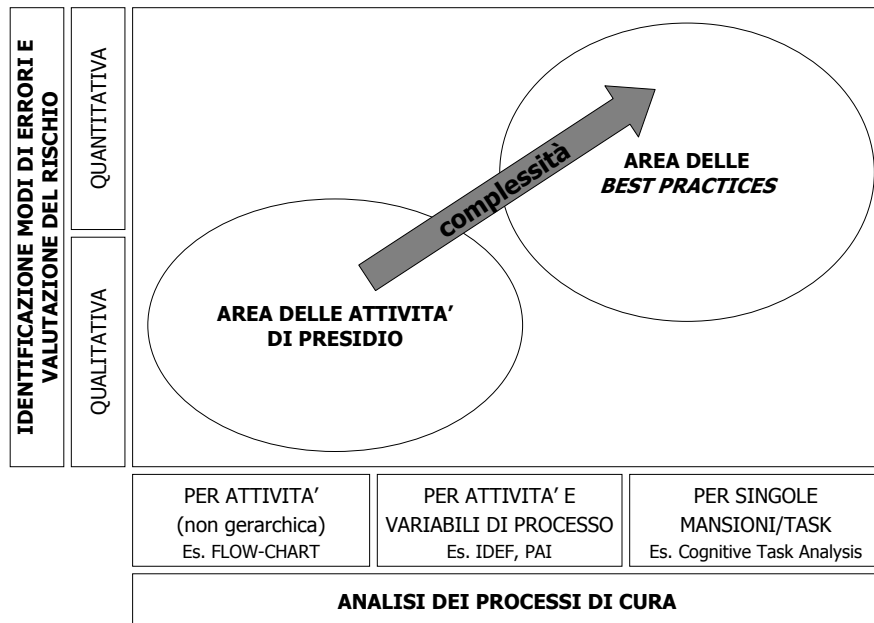 IDENTIFICAZIONE MODI DI ERRORI E
VALUTAZIONE DEL RISCHIO
QUANTITATIVA
QUALITATIVA
AREA DELLE
BEST PRACTICES
complessità
AREA DELLE ATTIVITA’
DI PRESIDIO
PER ATTIVITA’
(non gerarchica)
Es. FLOW-CHART
PER ATTIVITA’ E
VARIABILI DI PROCESSO
Es. IDEF, PAI
PER SINGOLE
MANSIONI/TASK
Es. Cognitive Task Analysis
ANALISI DEI PROCESSI DI CURA